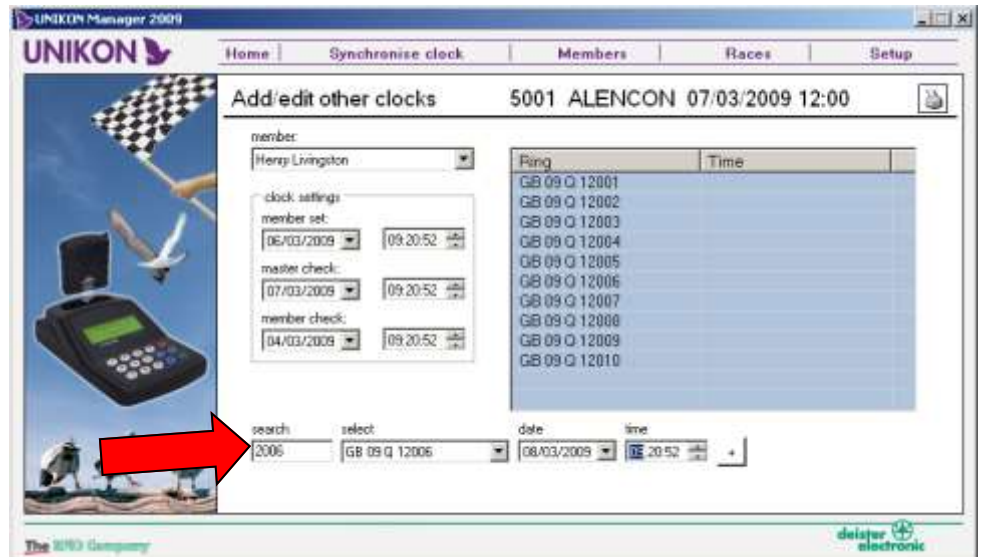 UNIKON Manager 2009
UNIKON
Home | Synchronise clock | Members | Races | Setup
Add/edit other clocks 5001 ALENCON 07/03/2009 12:00
member:
Henry Livingston
Ring Time
GB 09 Q 12001
GB 09 Q 12002
GB 09 Q 12003
GB 09 Q 12004
GB 09 Q 12005
GB 09 Q 12006
GB 09 Q 12007
GB 09 Q 12008
GB 09 Q 12009
GB 09 Q 12010
clock settings
member set:
06/03/2009 09:20:52
master check:
07/03/2009 09:20:52
member check:
04/03/2009 09:20:52
search select date time
2006 GB 09 Q 12006 08/03/2009 20:52 +
The Company
deister
electronic